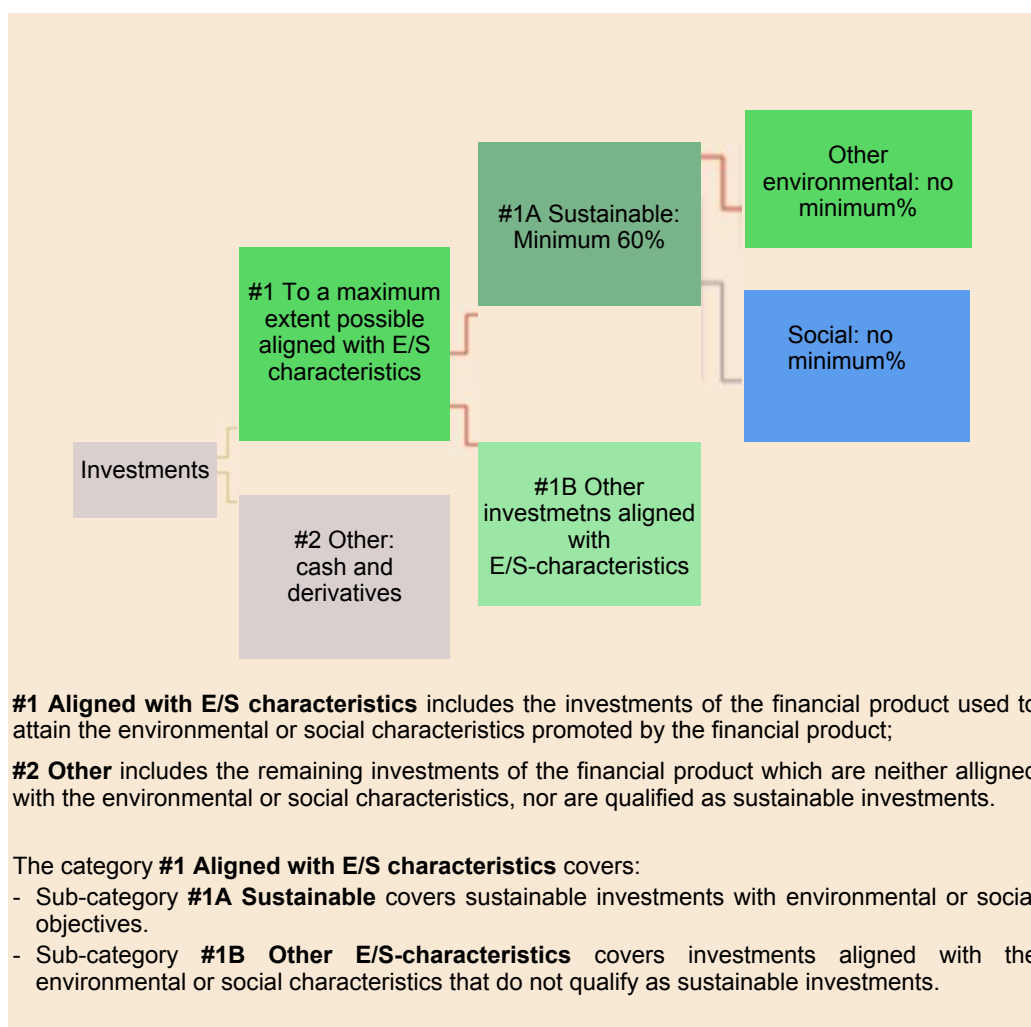 Other
environmental: no
minimum%
#1A Sustainable:
Minimum 60%
#1 To a maximum
extent possible
aligned with E/S
characteristics
Social: no
minimum%
Investments
#1B Other
investmetns aligned
with
E/S-characteristics
#2 Other:
cash and
derivatives
#1 Aligned with E/S characteristics includes the investments of the financial product used to
attain the environmental or social characteristics promoted by the financial product;
#2 Other includes the remaining investments of the financial product which are neither alligned
with the environmental or social characteristics, nor are qualified as sustainable investments.
The category #1 Aligned with E/S characteristics covers:
- Sub-category #1A Sustainable covers sustainable investments with environmental or social
objectives.
- Sub-category #1B Other E/S-characteristics covers investments aligned with the
environmental or social characteristics that do not qualify as sustainable investments.